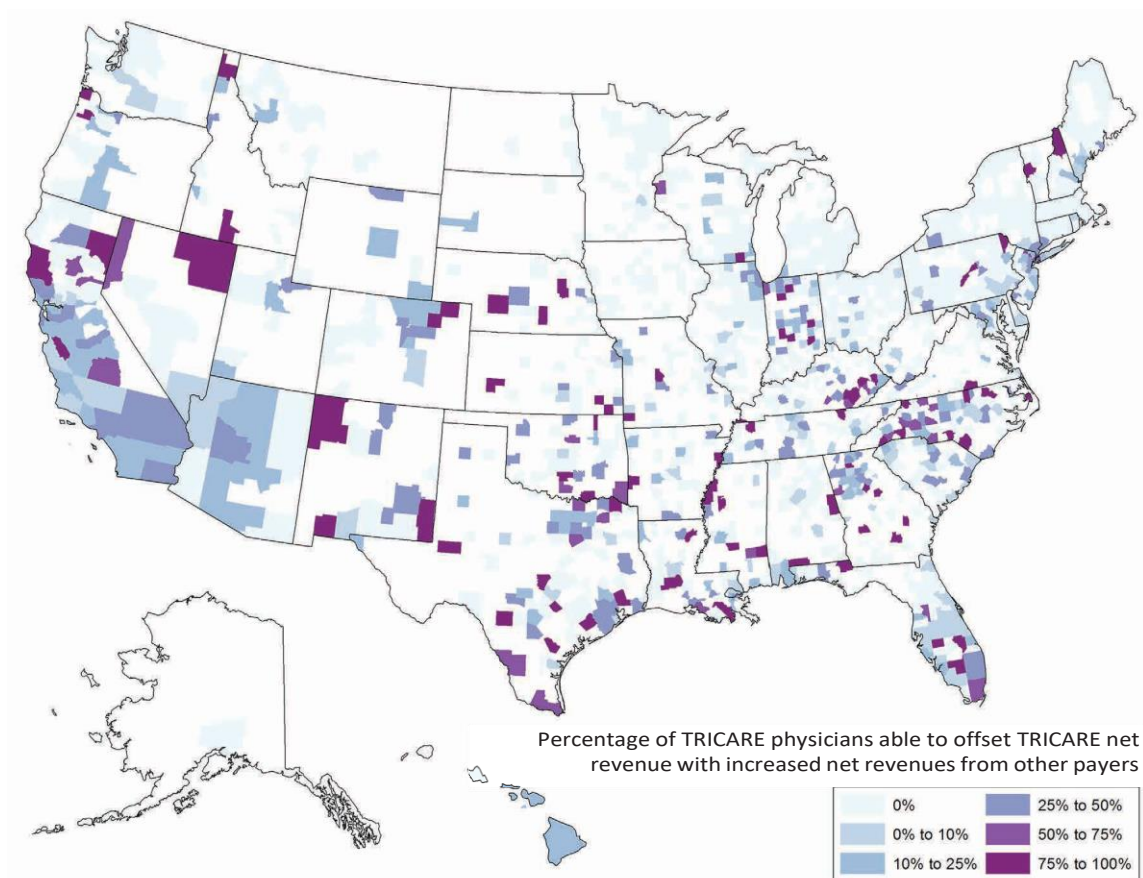 Percentage of TRICARE physicians able to offset TRICARE net
revenue with increased net revenues from other payers
0%
0% to 10%
10% to 25%
25% to 50%
50% to 75%
75% to 100%